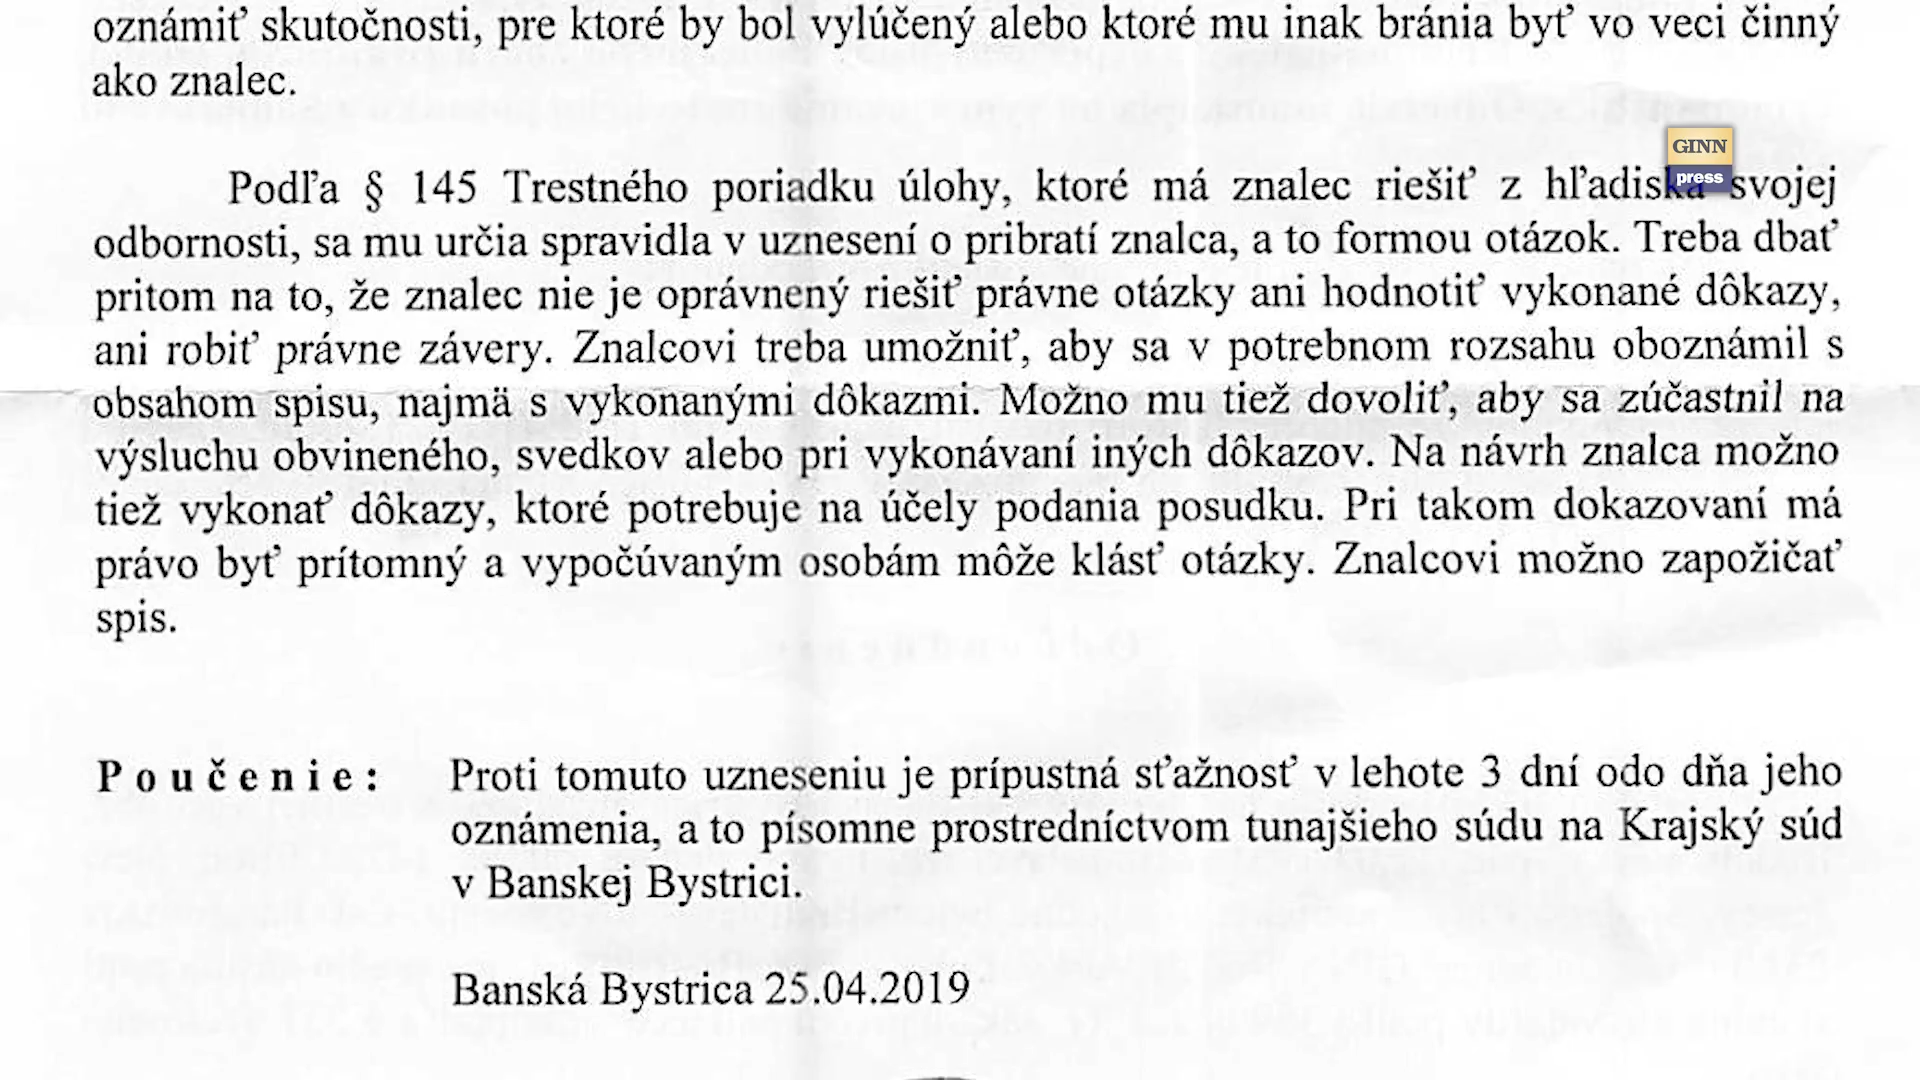 oznámiť skutočnosti, pre ktoré by bol vylúčený alebo ktoré mu inak bránia byť vo veci činný
ako znalec.
GINN
press
Podľa § 145 Trestného poriadku úlohy, ktoré má znalec riešiť z hľadiska svojej
odbornosti, sa mu určia spravidla v uznesení o pribratí znalca, a to formou otázok. Treba dbať
pritom na to, že znalec nie je oprávnený riešiť právne otázky ani hodnotiť vykonané dôkazy,
ani robiť právne závery. Znalcovi treba umožniť, aby sa v potrebnom rozsahu oboznámil s
obsahom spisu, najmä s vykonanými dôkazmi. Možno mu tiež dovoliť, aby sa zúčastnil na
výsluchu obvineného, svedkov alebo pri vykonávaní iných dôkazov. Na návrh znalca možno
tiež vykonať dôkazy, ktoré potrebuje na účely podania posudku. Pri takom dokazovaní má
právo byť prítomný a vypočúvaným osobám môže klásť otázky. Znalcovi možno zapožičať
spis.
Poučenie: Proti tomuto uzneseniu je prípustná sťažnosť v lehote 3 dní odo dňa jeho
oznámenia, a to písomne prostredníctvom tunajšieho súdu na Krajský súd
v Banskej Bystrici.
Banská Bystrica 25.04.2019